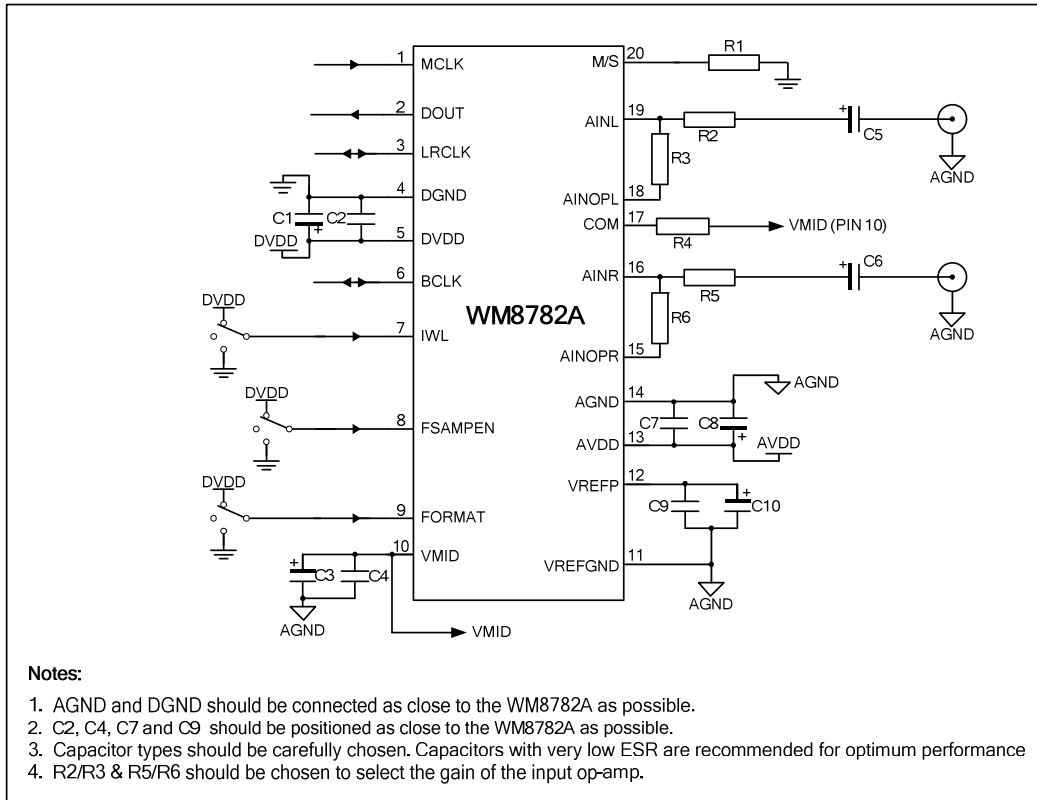 20
R1
1
MCLK
M/S
2
DOUT
19
AINL
R2
C5
+
3
LRCLK
R3
AGND
4
DGND
18
AINOPL
C1
C2
+
17
COM
R4
VMID (PIN 10)
DVDD
5
DVDD
6
BCLK
16
AINR
R5
C6
+
DVDD
WM8782A
R6
7
IWL
AGND
15
AINOPR
14
AGND
AGND
DVDD
C7
C8
+
8
FSAMPEN
13
AVDD
AVDD
DVDD
12
VREFP
C9
C10
+
9
FORMAT
10
VMID
+
C3
C4
11
VREFGND
AGND
AGND
VMID
Notes:
1. AGND and DGND should be connected as close to the WM8782A as possible.
2. C2, C4, C7 and C9 should be positioned as close to the WM8782A as possible.
3. Capacitor types should be carefully chosen. Capacitors with very low ESR are recommended for optimum performance
4. R2/R3 & R5/R6 should be chosen to select the gain of the input op-amp.